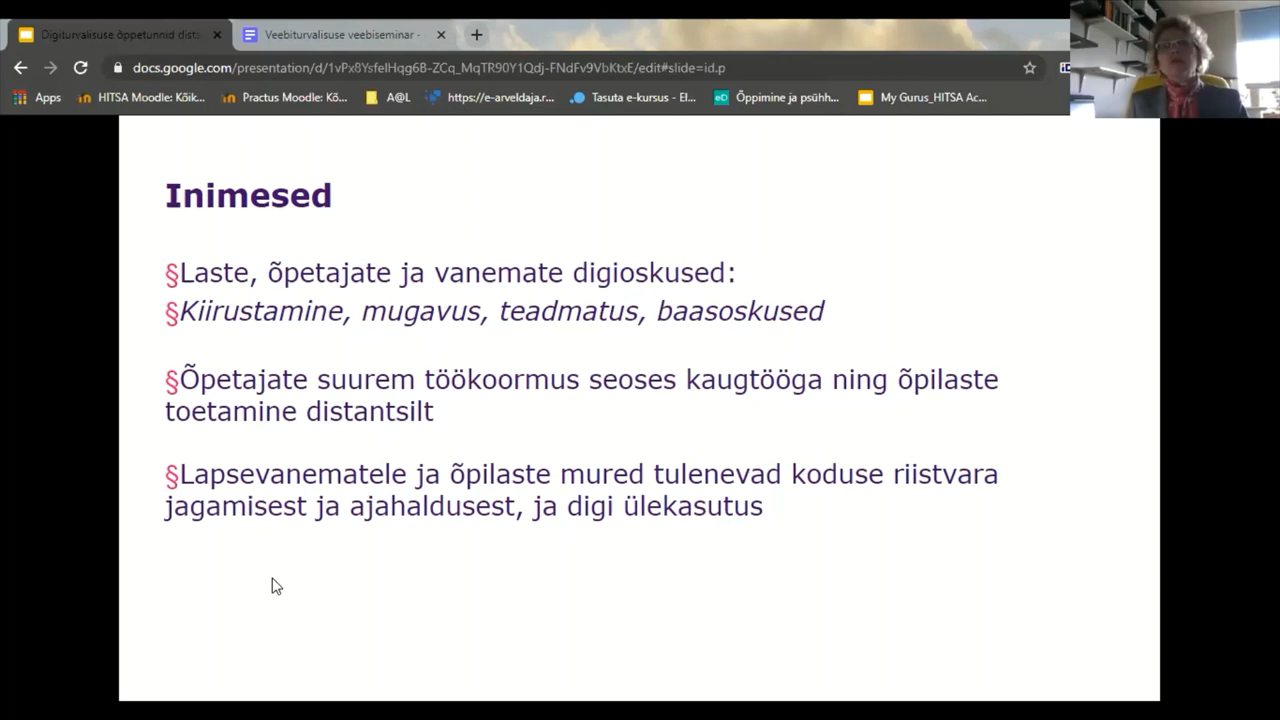 Digiturvalisuse õppetunnid dist
Veebiturvalisuse veebiseminar -
docs.google.com/presentation/d/1vPx8YsfelHqg6B-ZCq_MqTR90Y1Qdj-FNdFv9VbKtxE/edit#slide=id.p
Apps HITSA Moodle: Kõik... Practus Moodle: Kõ... A@L https://e-arveldaja.r... Tasuta e-kursus - El... Õppimine ja psühh... My Gurus_HITSA Ac...
Inimesed
§Laste, õpetajate ja vanemate digioskused:
§Kiirustamine, mugavus, teadmatus, baasoskused
§Õpetajate suurem töökoormus seoses kaugtööga ning õpilaste
toetamine distantsilt
§Lapsevanematele ja õpilaste mured tulenevad koduse riistvara
jagamisest ja ajahaldusest, ja digi ülekasutus